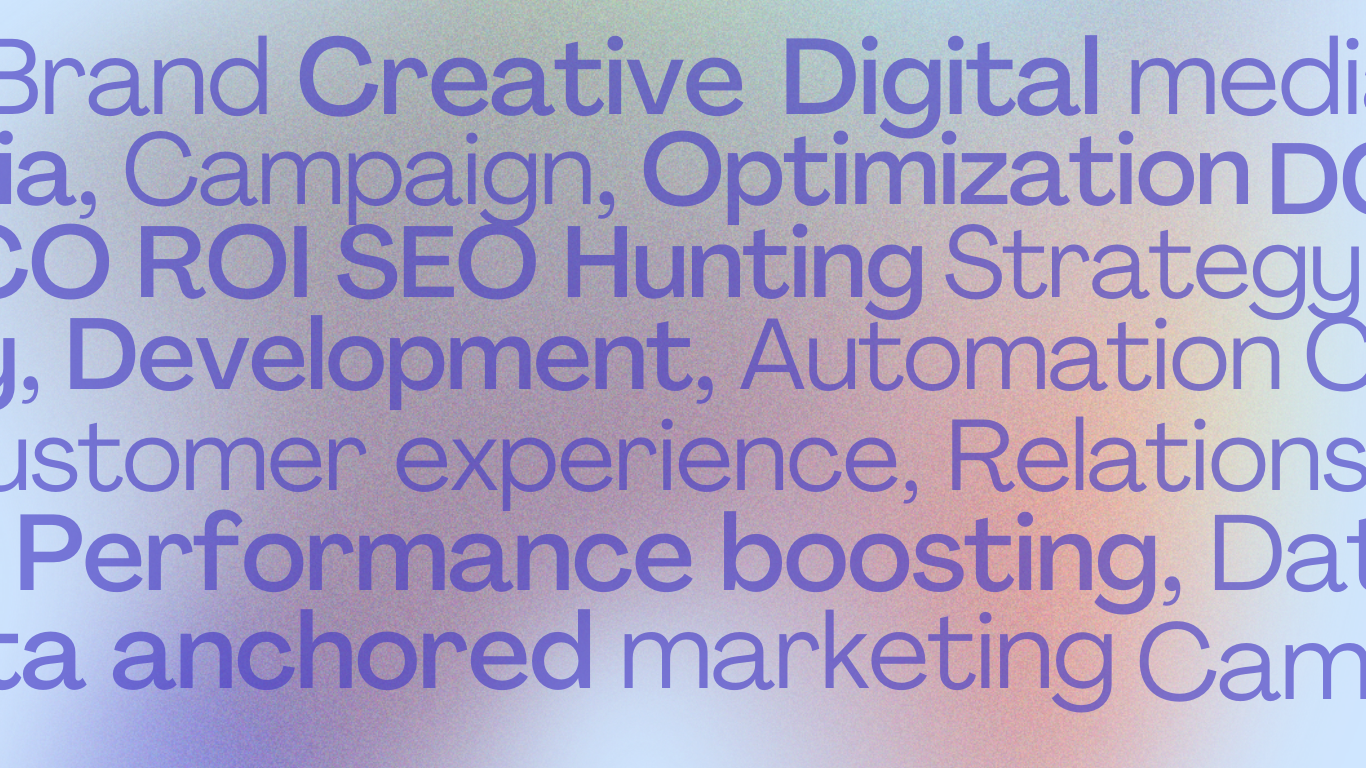 Brand Creative Digital medi
ia, Campaign, Optimization DC
CO ROI SEO Hunting Strategy
y, Development, Automation C
ustomer experience, Relations
Performance boosting, Dat
ta anchored marketing Cam